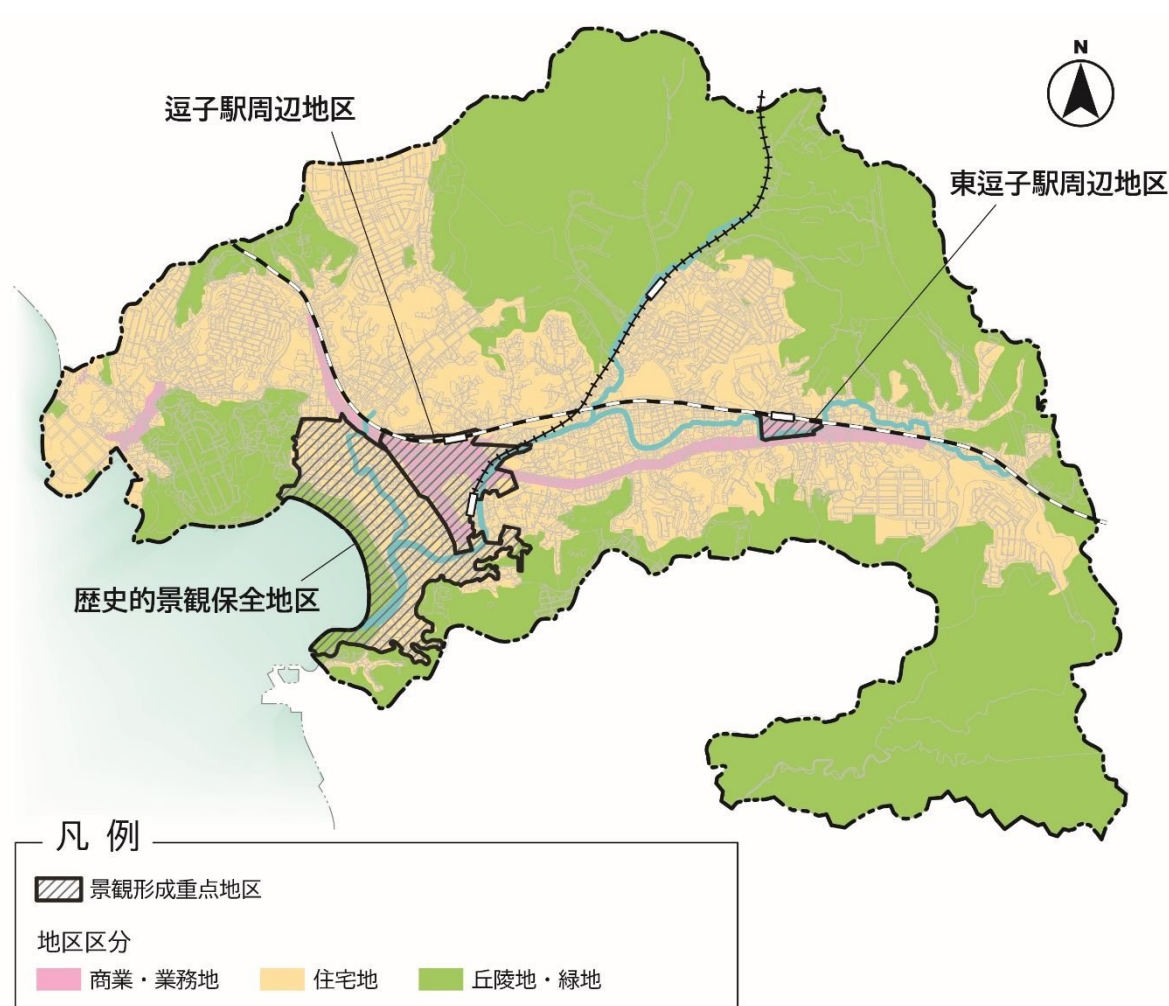 N
逗子駅周辺地区
東逗子駅周辺地区
歴史的景観保全地区
凡 例
景観形成重点地区
地区区分
商業・業務地
住宅地
丘陵地・緑地